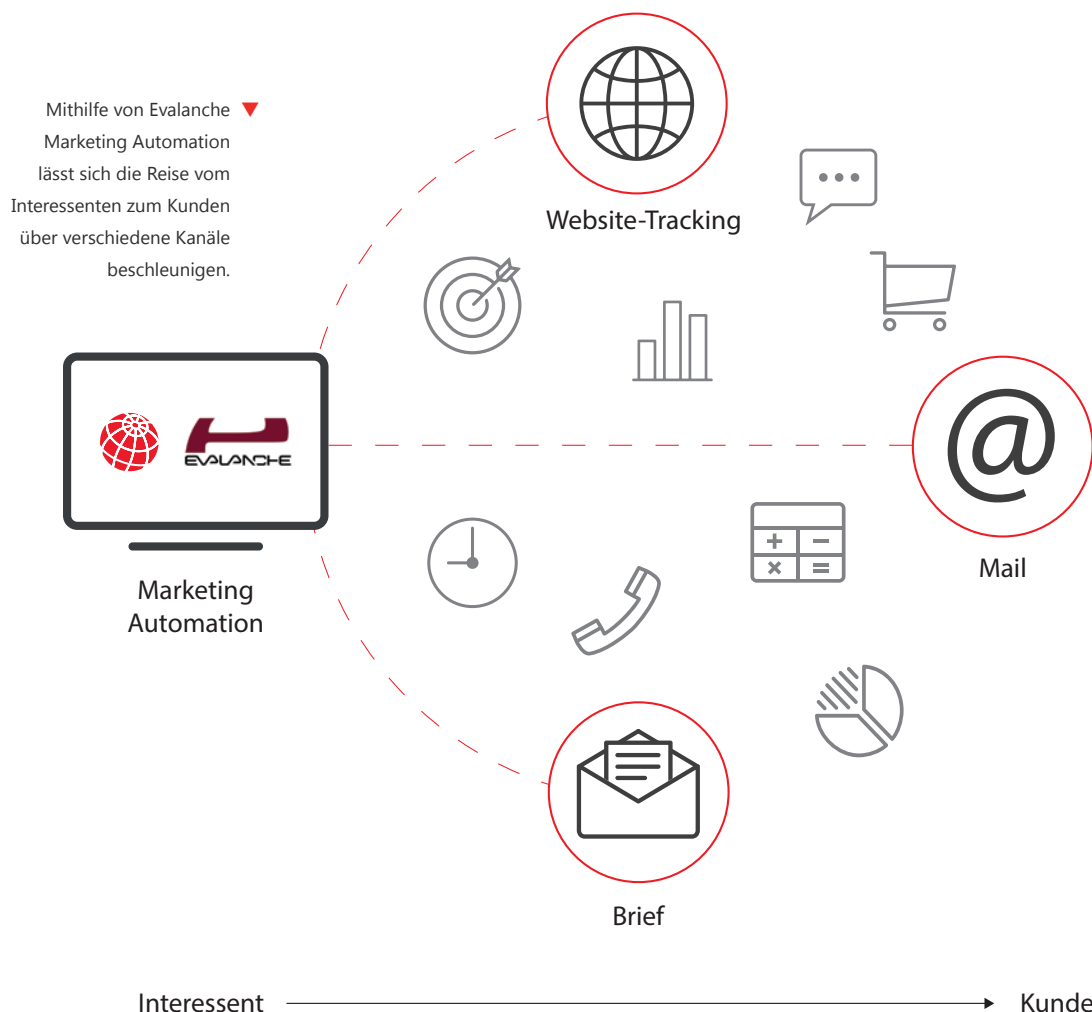 Mithilfe von Evalanche
Marketing Automation
lässt sich die Reise vom
Interessenten zum Kunden
über verschiedene Kanäle
beschleunigen.
Website-Tracking
EVALANCHE
Marketing
Automation
@
Mail
Brief
Interessent
Kunde